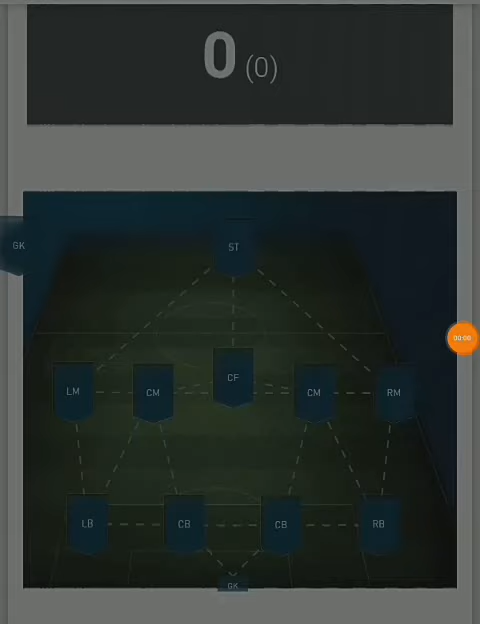 0 (0)
GK
ST
00:00
LM CM CF CM RM
LB CB CB RB
GK